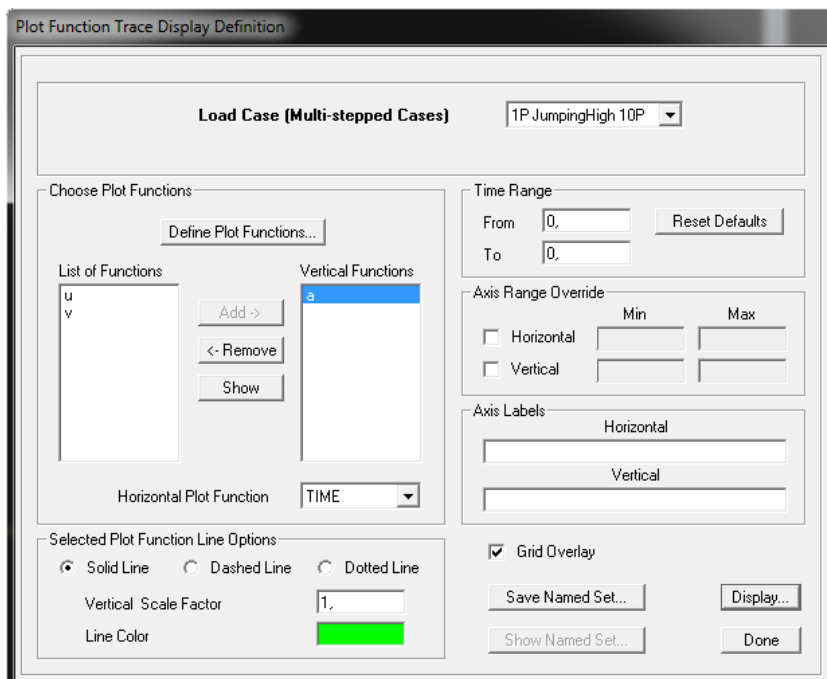 Plot Function Trace Display Definition
Load Case (Multi-stepped Cases)
1P JumpingHigh 10P
Choose Plot Functions
Define Plot Functions...
List of Functions
Vertical Functions
u
v
a
Add ->
<- Remove
Show
Horizontal Plot Function
TIME
Time Range
From
0,
Reset Defaults
To
0,
Axis Range Override
Min
Max
Horizontal
Vertical
Axis Labels
Horizontal
Vertical
Selected Plot Function Line Options
Solid Line
Dashed Line
Dotted Line
Vertical Scale Factor
1,
Line Color
Grid Overlay
Save Named Set...
Display...
Show Named Set...
Done